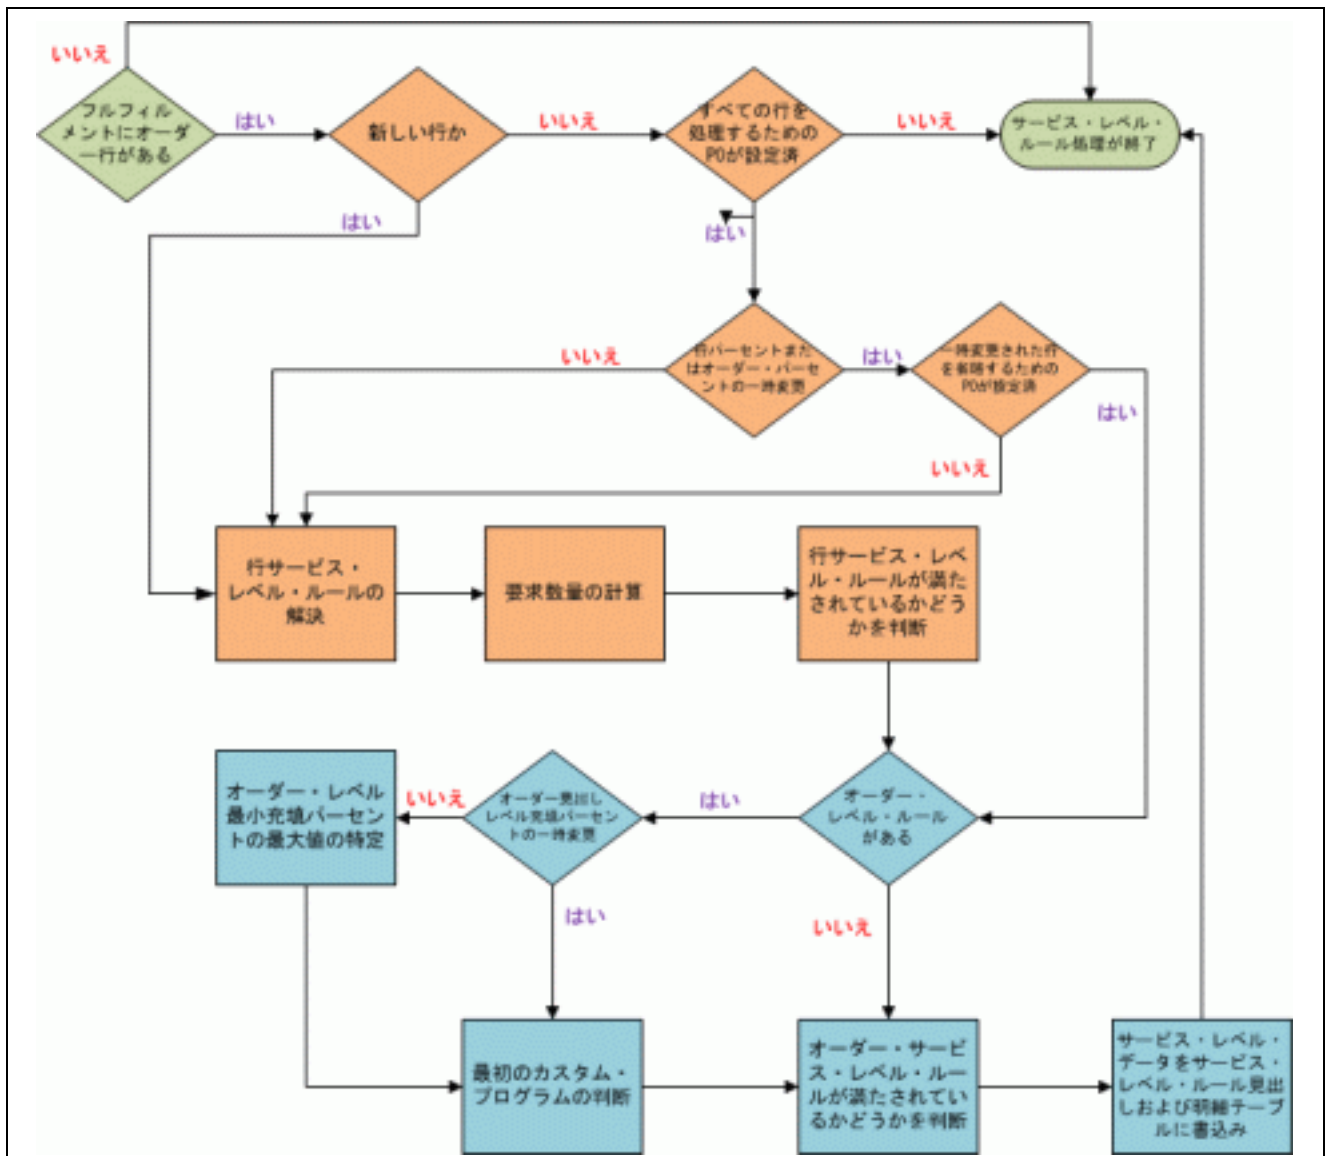 いいえ
フルフィル
メントにオーダ
ー行がある
はい
新しい行か
いいえ
すべての行を
処理するための
POが設定済
いいえ
サービス・レベル・
ルール処理が終了
はい
はい
いいえ
行パーセントまた
はオーダー・パーセ
ントの一時変更
はい
一時変更された行
を省略するための
POが設定済
はい
いいえ
行サービス・
レベル・ルールの
解決
要求数量の計算
行サービス・レベ
ル・ルールが満た
されているかどう
かを判断
オーダー・レベル
最小充填パーセン
トの最大値の特定
いいえ
オーダー見出し
レベル充填パーセ
ントの一時変更
はい
オーダー・
レベル・ルール
がある
はい
いいえ
最初のカスタム・
プログラムの判断
オーダー・サービ
ス・レベル・ルー
ルが満たされてい
るかどうかを判断
サービス・レベル・
データをサービス・
レベル・ルール見出
しおよび明細テーブ
ルに書込み